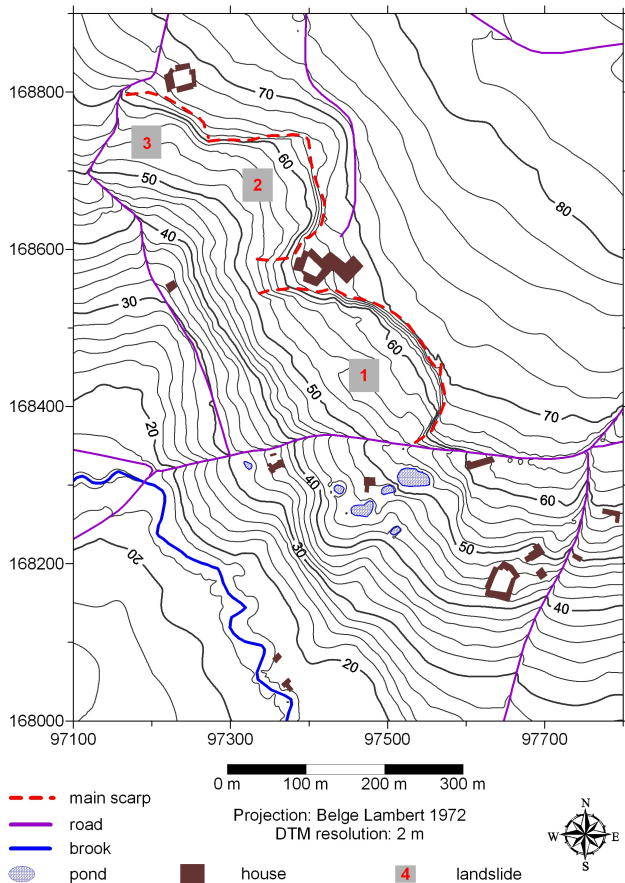 168800
168600
168400
168200
168000
97100 97300 97500 97700
70
3
60
2
50
80
40
30
60
1
50
70
20
40
60
50
30
20
40
20
0 m 100 m 200 m 300 m
Projection: Belge Lambert 1972
DTM resolution: 2 m
main scarp
road
brook
pond
house
4 landslide
N
W E
S